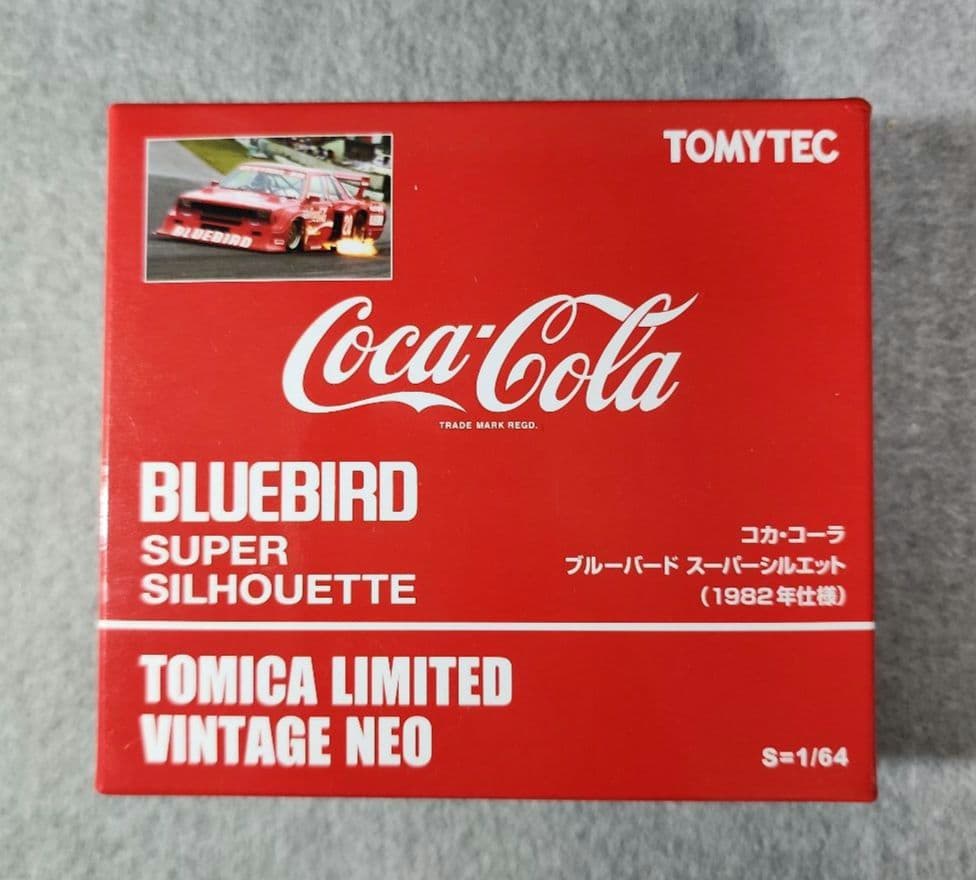 TOMYTEC
BLUEBIRD
Coca-Cola
TRADE MARK REGD.
BLUEBIRD
SUPER
SILHOUETTE
コカ・コーラ
ブルーバード スーパーシルエット
(1982年仕様)
TOMICA LIMITED
VINTAGE NEO
S=1/64